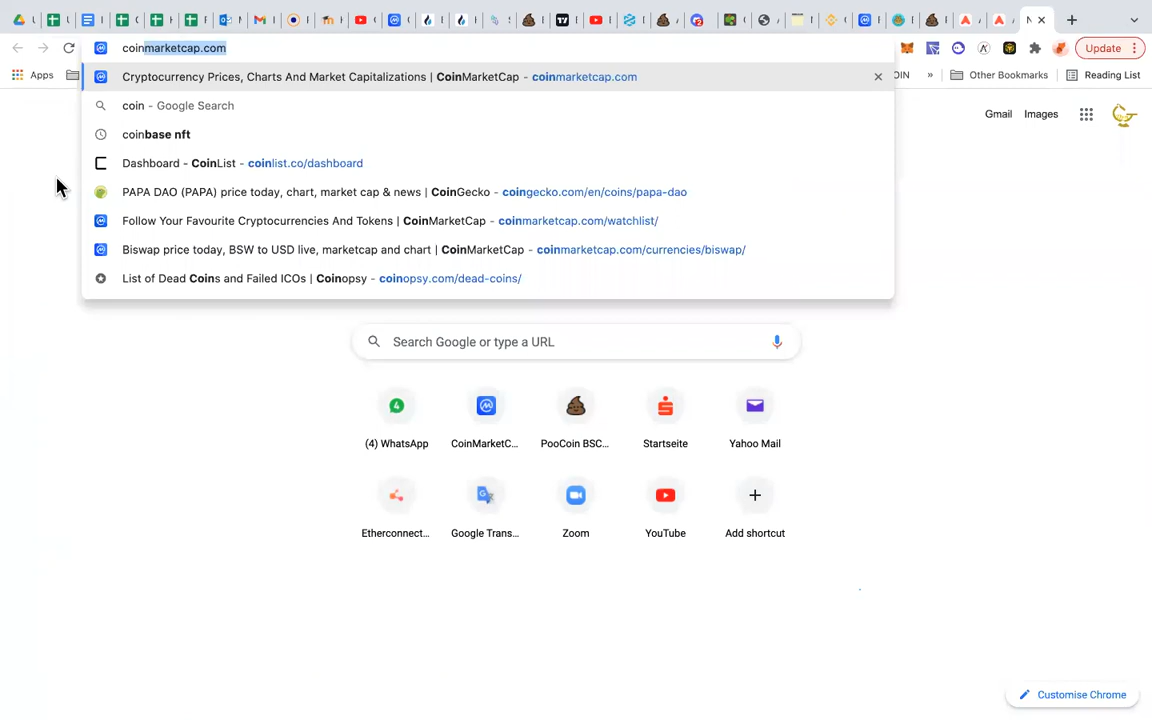 coinmarketcap.com
Update
Apps
OIN
»
Other Bookmarks
Reading List
Cryptocurrency Prices, Charts And Market Capitalizations | CoinMarketCap - coinmarketcap.com
coin - Google Search
coinbase nft
Dashboard - CoinList - coinlist.co/dashboard
PAPA DAO (PAPA) price today, chart, market cap & news | CoinGecko - coingecko.com/en/coins/papa-dao
Follow Your Favourite Cryptocurrencies And Tokens | CoinMarketCap - coinmarketcap.com/watchlist/
Biswap price today, BSW to USD live, marketcap and chart | CoinMarketCap - coinmarketcap.com/currencies/biswap/
List of Dead Coins and Failed ICOs | Coinopsy - coinopsy.com/dead-coins/
Gmail Images
Search Google or type a URL
(4) WhatsApp
CoinMarketC...
PooCoin BSC...
Startseite
Yahoo Mail
Etherconnect...
Google Trans...
Zoom
YouTube
Add shortcut
Customise Chrome